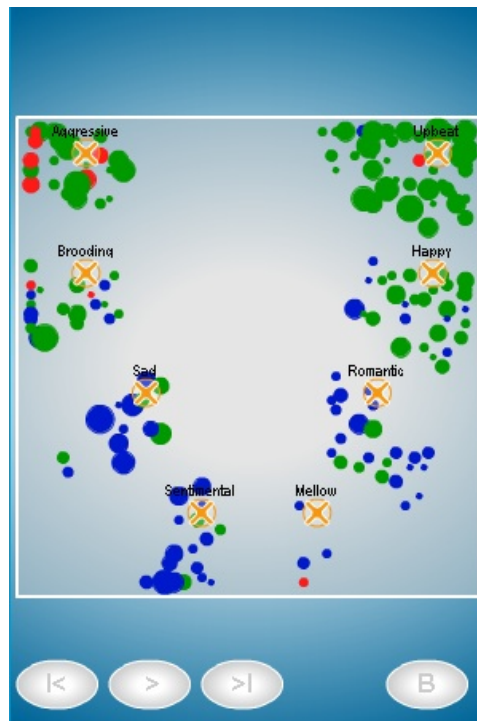 Aggressive
Upbeat
Brooding
Happy
Sad
Romantic
Sentimental
Mellow
|<
>
>|
B